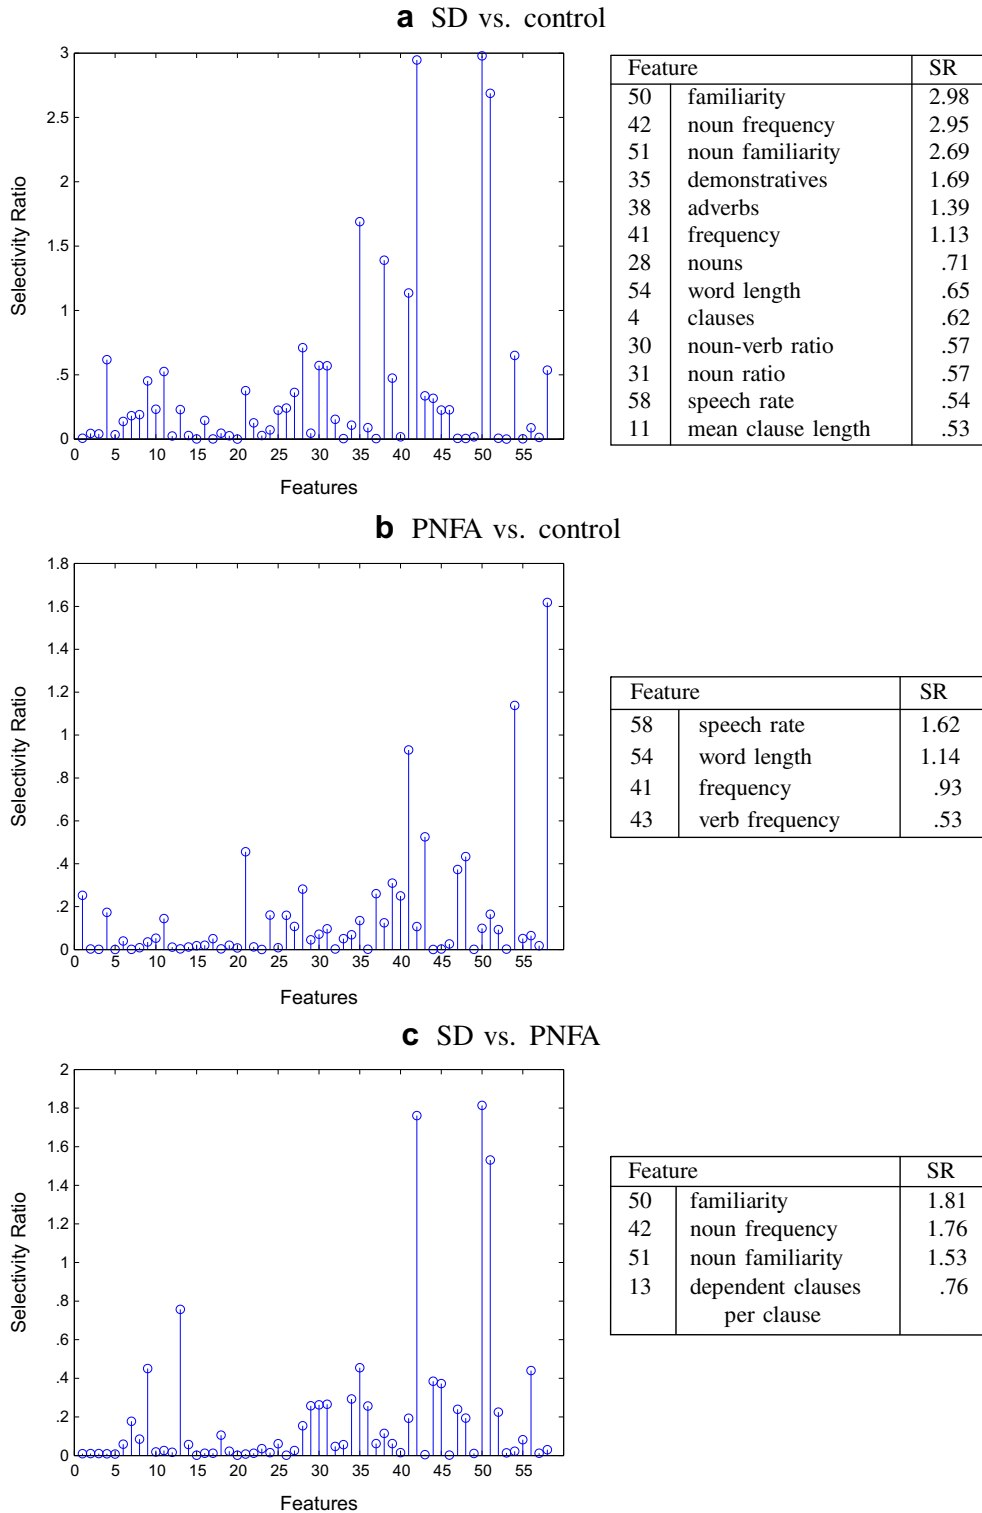 a SD vs. control
3
2.5
2
1.5
1
.5
0
0 5 10 15 20 25 30 35 40 45 50 55
Selectivity Ratio
Features
Feature SR
50 familiarity 2.98
42 noun frequency 2.95
51 noun familiarity 2.69
35 demonstratives 1.69
38 adverbs 1.39
41 frequency 1.13
28 nouns .71
54 word length .65
4 clauses .62
30 noun-verb ratio .57
31 noun ratio .57
58 speech rate .54
11 mean clause length .53
b PNFA vs. control
1.8
1.6
1.4
1.2
1
.8
.6
.4
.2
0
0 5 10 15 20 25 30 35 40 45 50 55
Selectivity Ratio
Features
Feature SR
58 speech rate 1.62
54 word length 1.14
41 frequency .93
43 verb frequency .53
c SD vs. PNFA
2
1.8
1.6
1.4
1.2
1
.8
.6
.4
.2
0
0 5 10 15 20 25 30 35 40 45 50 55
Selectivity Ratio
Features
Feature SR
50 familiarity 1.81
42 noun frequency 1.76
51 noun familiarity 1.53
13 dependent clauses .76
per clause